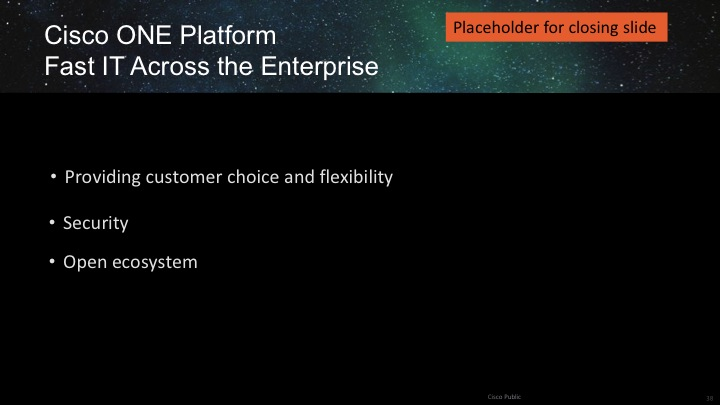 Cisco ONE Platform
Fast IT Across the Enterprise
Placeholder for closing slide
• Providing customer choice and flexibility
• Security
• Open ecosystem
Cisco Public
38